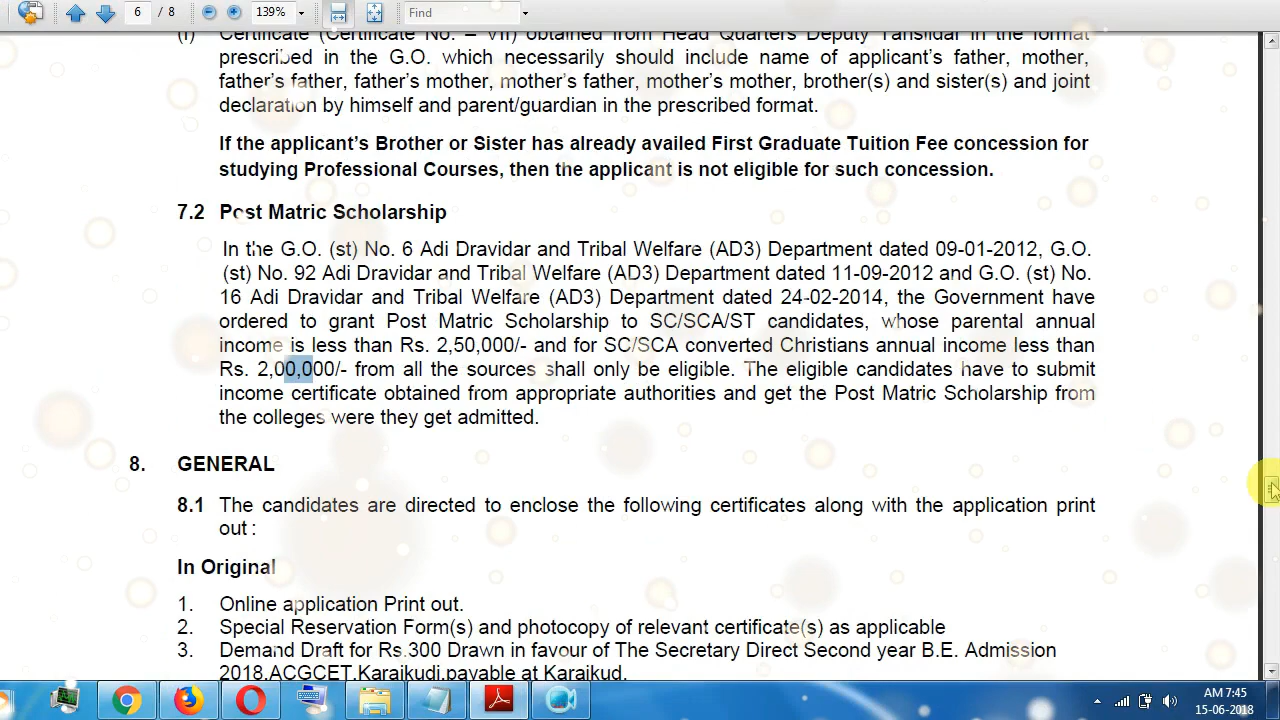 6 / 8 139% Find
(i) Certificate (Certificate No. – VII) obtained from Head Quarters Deputy Tahsildar in the format
prescribed in the G.O. which necessarily should include name of applicant's father, mother,
father's father, father's mother, mother's father, mother's mother, brother(s) and sister(s) and joint
declaration by himself and parent/guardian in the prescribed format.
If the applicant's Brother or Sister has already availed First Graduate Tuition Fee concession for
studying Professional Courses, then the applicant is not eligible for such concession.
7.2 Post Matric Scholarship
In the G.O. (st) No. 6 Adi Dravidar and Tribal Welfare (AD3) Department dated 09-01-2012, G.O.
(st) No. 92 Adi Dravidar and Tribal Welfare (AD3) Department dated 11-09-2012 and G.O. (st) No.
16 Adi Dravidar and Tribal Welfare (AD3) Department dated 24-02-2014, the Government have
ordered to grant Post Matric Scholarship to SC/SCA/ST candidates, whose parental annual
income is less than Rs. 2,50,000/- and for SC/SCA converted Christians annual income less than
Rs. 2,00,000/- from all the sources shall only be eligible. The eligible candidates have to submit
income certificate obtained from appropriate authorities and get the Post Matric Scholarship from
the colleges were they get admitted.
8. GENERAL
8.1 The candidates are directed to enclose the following certificates along with the application print
out :
In Original
1. Online application Print out.
2. Special Reservation Form(s) and photocopy of relevant certificate(s) as applicable
3. Demand Draft for Rs.300 Drawn in favour of The Secretary Direct Second year B.E. Admission
2018,ACGCET,Karaikudi,payable at Karaikud.
AM 7:45
15-06-2018